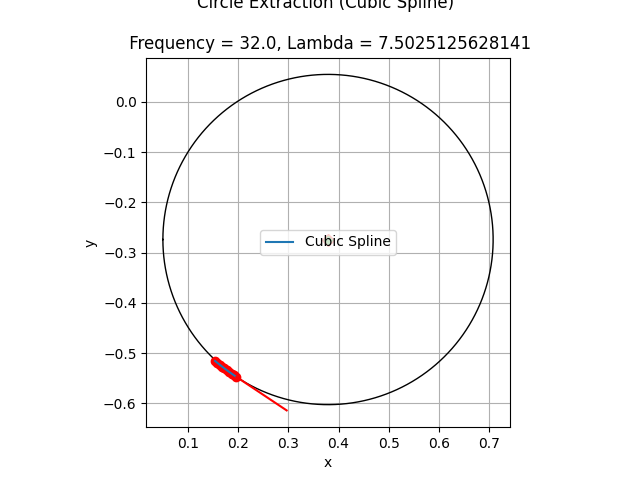 Circle Extraction (Cubic Spline)
Frequency = 32.0, Lambda = 7.5025125628141
0.0
−0.1
−0.2
−0.3
−0.4
−0.5
−0.6
y
Cubic Spline
0.1 0.2 0.3 0.4 0.5 0.6 0.7
x